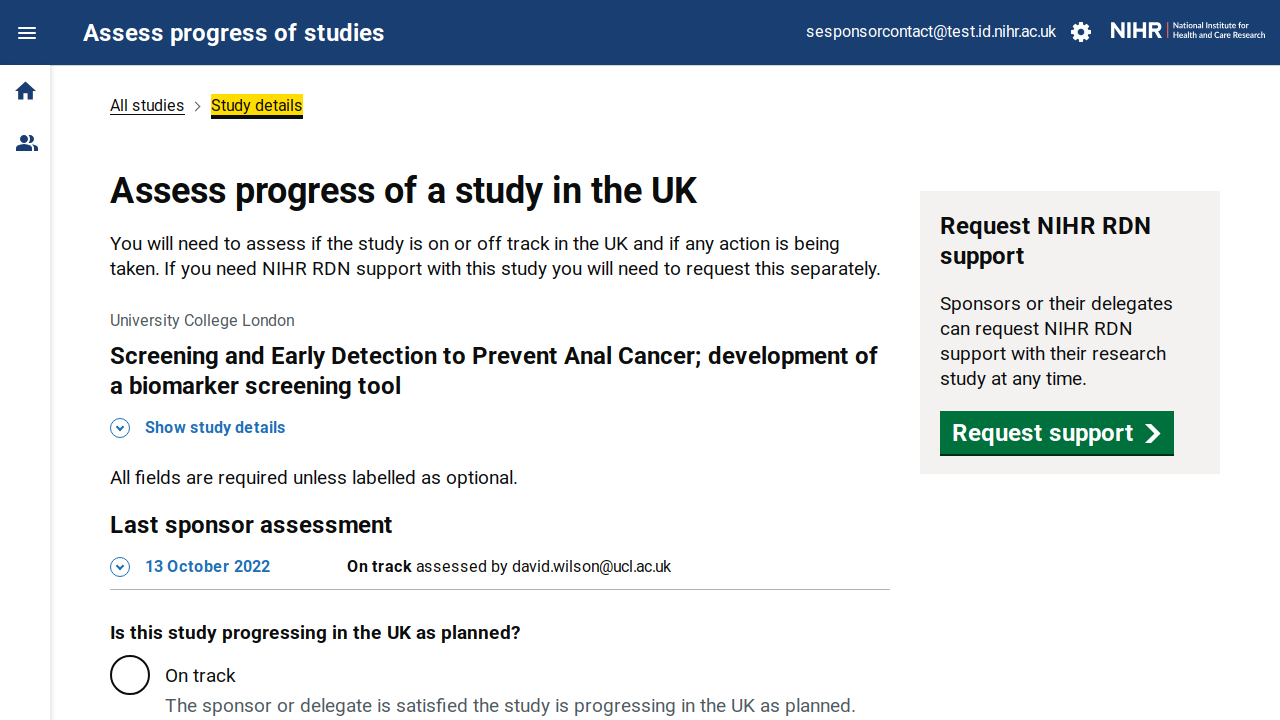 Assess progress of studies
sesponsorcontact@test.id.nihr.ac.uk
NIHR | National Institute for
Health and Care Research
All studies
Study details
Assess progress of a study in the UK
You will need to assess if the study is on or off track in the UK and if any action is being
taken. If you need NIHR RDN support with this study you will need to request this separately.
University College London
Screening and Early Detection to Prevent Anal Cancer; development of
a biomarker screening tool
Show study details
All fields are required unless labelled as optional.
Last sponsor assessment
13 October 2022
On track assessed by david.wilson@ucl.ac.uk
Is this study progressing in the UK as planned?
On track
The sponsor or delegate is satisfied the study is progressing in the UK as planned.
Request NIHR RDN
support
Sponsors or their delegates
can request NIHR RDN
support with their research
study at any time.
Request support